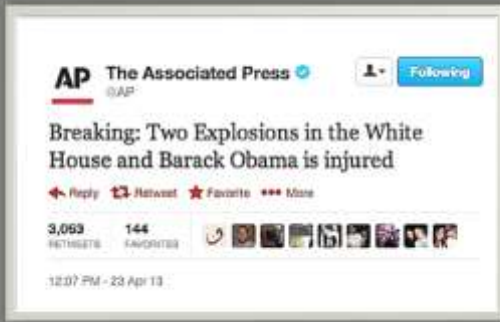 AP The Associated Press
@AP
Following
Breaking: Two Explosions in the White
House and Barack Obama is injured
Reply Retweet Favorite More
3,063 144
RETWEETS FAVORITES
12:07 PM - 23 Apr 13